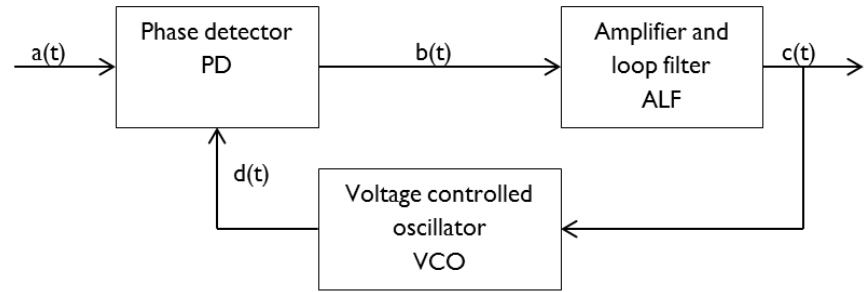 Phase detector
PD
a(t)
b(t)
Amplifier and
loop filter
ALF
c(t)
d(t)
Voltage controlled
oscillator
VCO